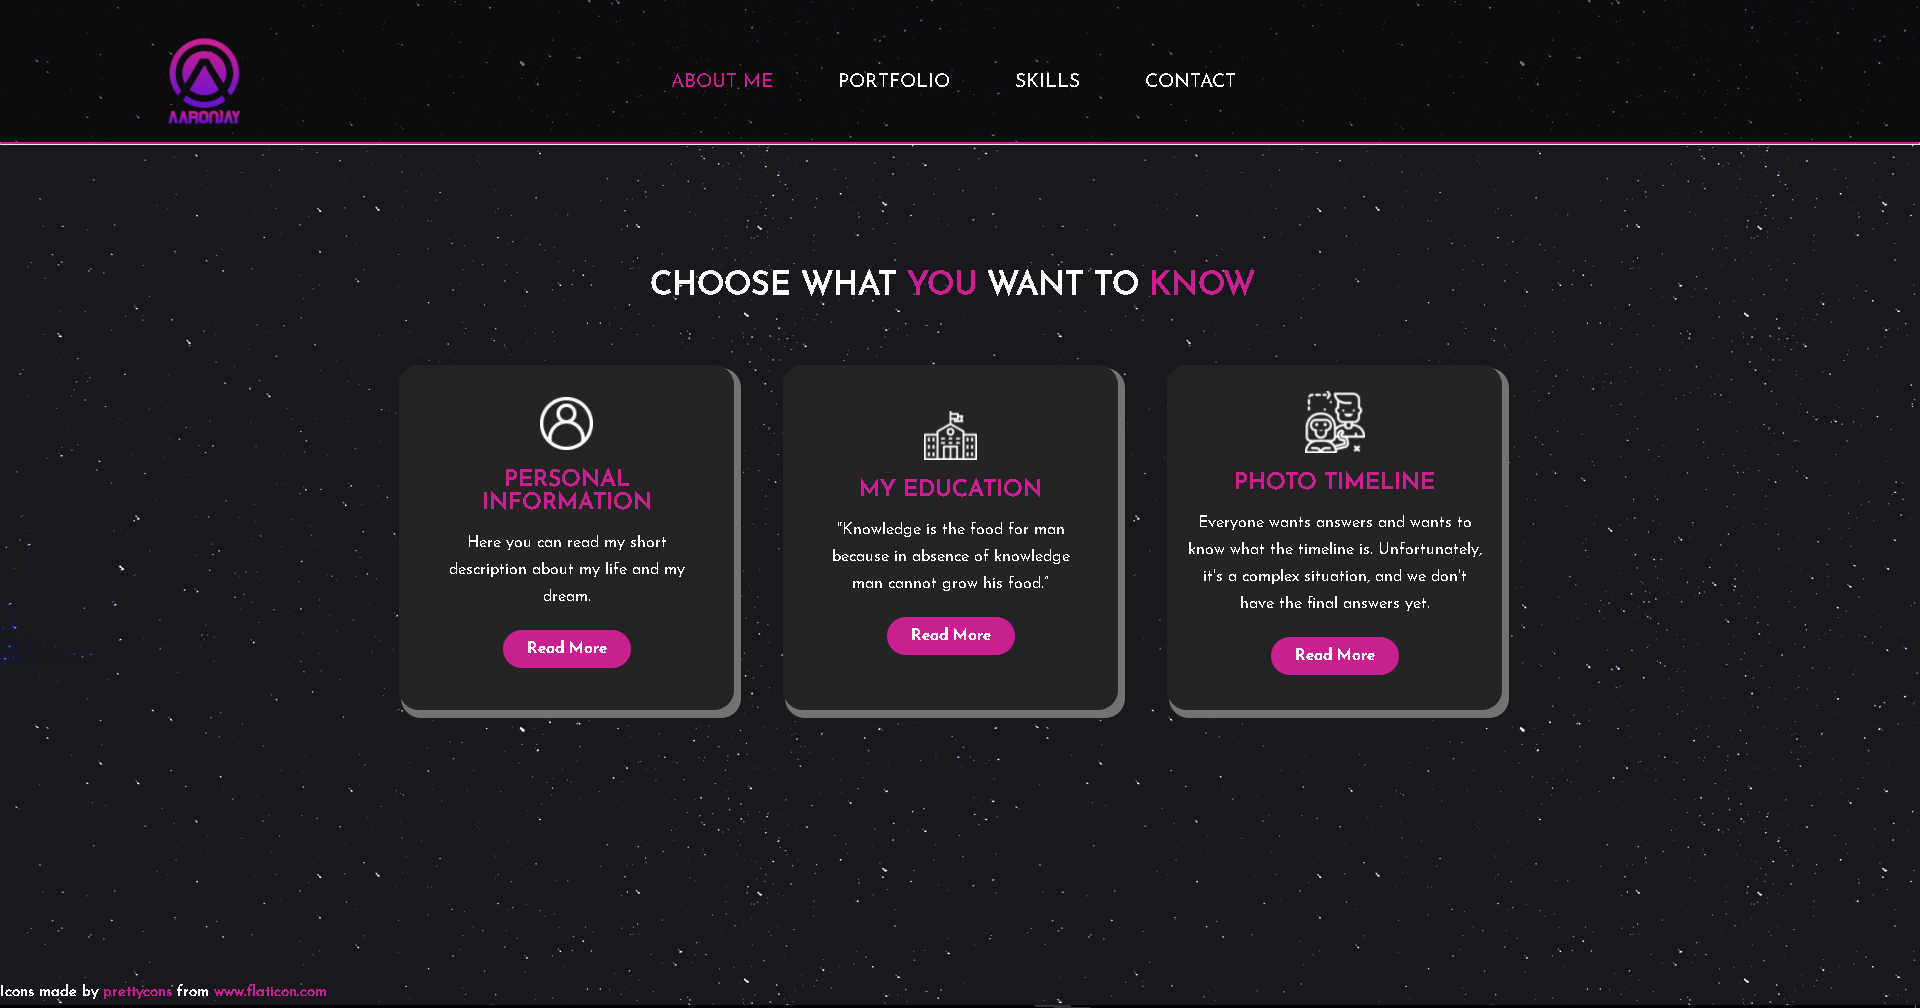 AARONJAY
ABOUT ME PORTFOLIO SKILLS CONTACT
CHOOSE WHAT YOU WANT TO KNOW
PERSONAL
INFORMATION
Here you can read my short
description about my life and my
dream.
Read More
MY EDUCATION
"Knowledge is the food for man
because in absence of knowledge
man cannot grow his food."
Read More
PHOTO TIMELINE
Everyone wants answers and wants to
know what the timeline is. Unfortunately,
it's a complex situation, and we don't
have the final answers yet.
Read More
Icons made by prettycons from www.flaticon.com